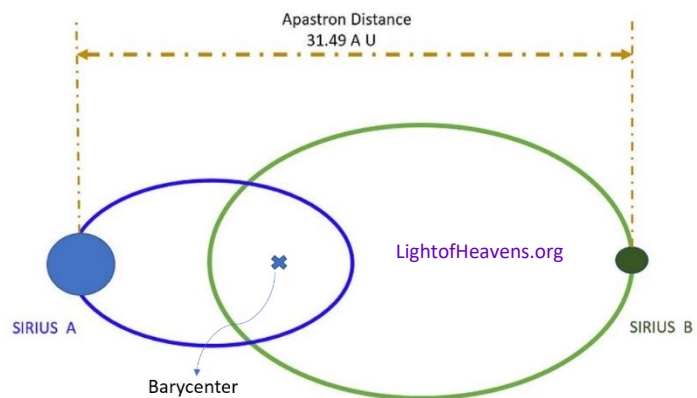 Apastron Distance
31.49 A U
LightofHeavens.org
SIRIUS A
SIRIUS B
Barycenter